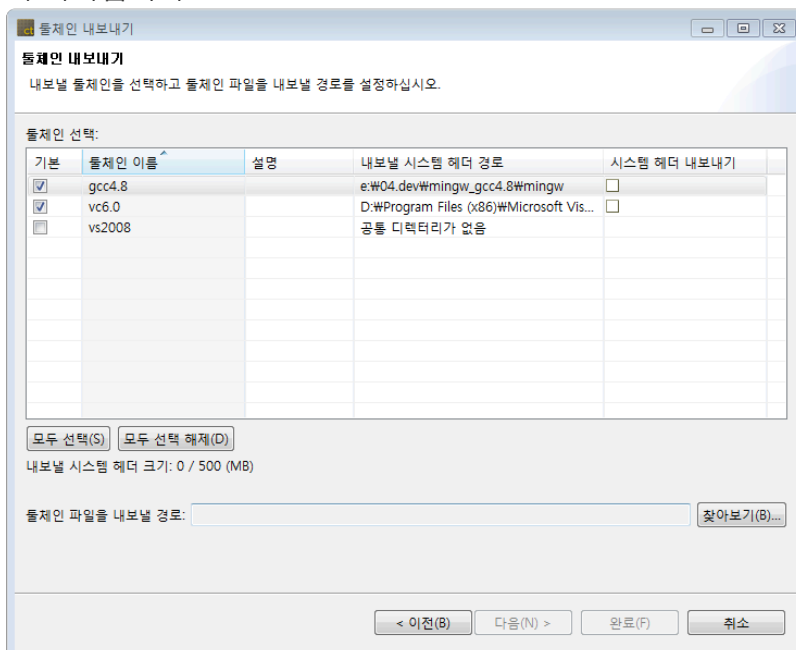 ct 툴체인 내보내기
툴체인 내보내기
내보낼 툴체인을 선택하고 툴체인 파일을 내보낼 경로를 설정하십시오.
툴체인 선택:
기본 툴체인 이름 설명 내보낼 시스템 헤더 경로 시스템 헤더 내보내기
gcc4.8 e:₩04.dev₩mingw_gcc4.8₩mingw
vc6.0 D:₩Program Files (x86)₩Microsoft Vis...
vs2008 공통 디렉터리가 없음
모두 선택(S) 모두 선택 해제(D)
내보낼 시스템 헤더 크기: 0 / 500 (MB)
툴체인 파일을 내보낼 경로: 찾아보기(B)...
< 이전(B) 다음(N) > 완료(F) 취소